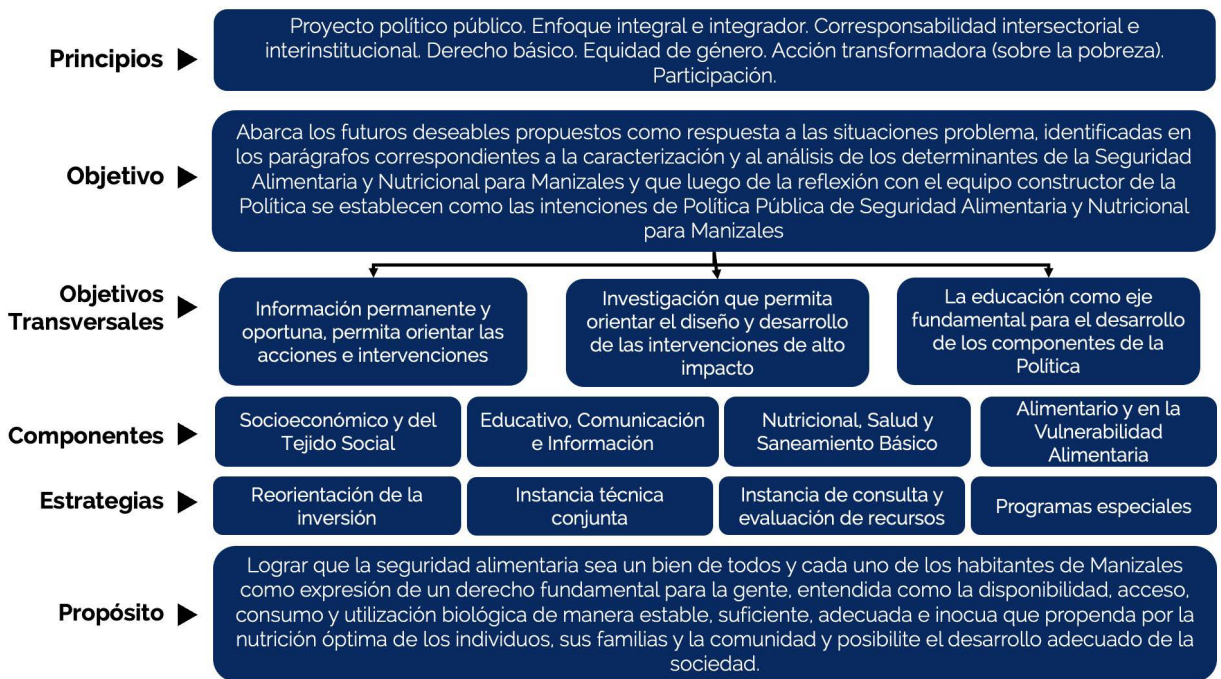 Principios
Proyecto político público. Enfoque integral e integrador. Corresponsabilidad intersectorial e
interinstitucional. Derecho básico. Equidad de género. Acción transformadora (sobre la pobreza).
Participación.
Objetivo
Abarca los futuros deseables propuestos como respuesta a las situaciones problema, identificadas en
los parágrafos correspondientes a la caracterización y al análisis de los determinantes de la Seguridad
Alimentaria y Nutricional para Manizales y que luego de la reflexión con el equipo constructor de la
Política se establecen como las intenciones de Política Pública de Seguridad Alimentaria y Nutricional
para Manizales
Objetivos
Transversales
Información permanente y
oportuna, permita orientar las
acciones e intervenciones
Investigación que permita
orientar el diseño y desarrollo
de las intervenciones de alto
impacto
La educación como eje
fundamental para el desarrollo
de los componentes de la
Política
Componentes
Socioeconómico y del
Tejido Social
Educativo, Comunicación
e Información
Nutricional, Salud y
Saneamiento Básico
Alimentario y en la
Vulnerabilidad
Alimentaria
Estrategias
Reorientación de la
inversión
Instancia técnica
conjunta
Instancia de consulta y
evaluación de recursos
Programas especiales
Propósito
Lograr que la seguridad alimentaria sea un bien de todos y cada uno de los habitantes de Manizales
como expresión de un derecho fundamental para la gente, entendida como la disponibilidad, acceso,
consumo y utilización biológica de manera estable, suficiente, adecuada e inocua que propenda por la
nutrición óptima de los individuos, sus familias y la comunidad y posibilite el desarrollo adecuado de la
sociedad.